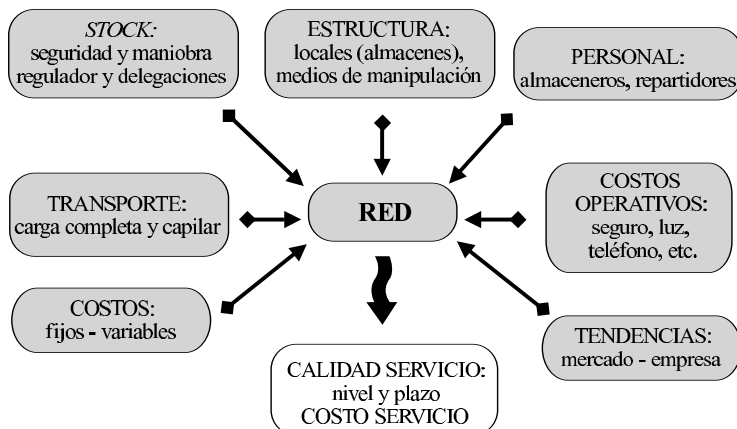 STOCK:
seguridad y maniobra
regulador y delegaciones
ESTRUCTURA:
locales (almacenes),
medios de manipulación
PERSONAL:
almaceneros, repartidores
TRANSPORTE:
carga completa y capilar
RED
COSTOS
OPERATIVOS:
seguro, luz,
teléfono, etc.
COSTOS:
fijos - variables
TENDENCIAS:
mercado - empresa
CALIDAD SERVICIO:
nivel y plazo
COSTO SERVICIO